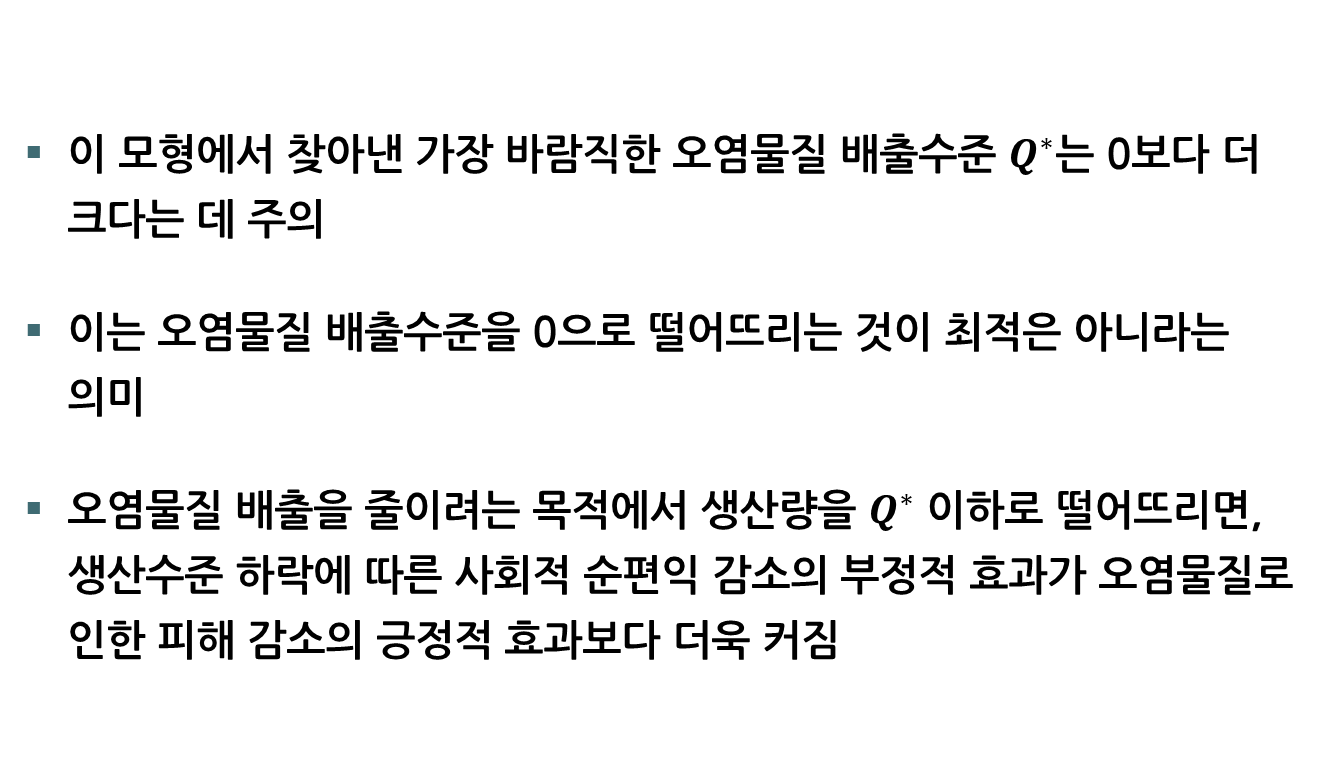 ▪ 이 모형에서 찾아낸 가장 바람직한 오염물질 배출수준 Q*는 0보다 더
크다는 데 주의
▪ 이는 오염물질 배출수준을 0으로 떨어뜨리는 것이 최적은 아니라는
의미
▪ 오염물질 배출을 줄이려는 목적에서 생산량을 Q* 이하로 떨어뜨리면,
생산수준 하락에 따른 사회적 순편익 감소의 부정적 효과가 오염물질로
인한 피해 감소의 긍정적 효과보다 더욱 커짐